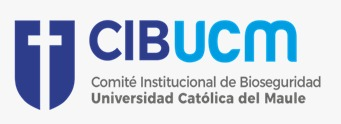 CIBUCM
Comité Institucional de Bioseguridad
Universidad Católica del Maule